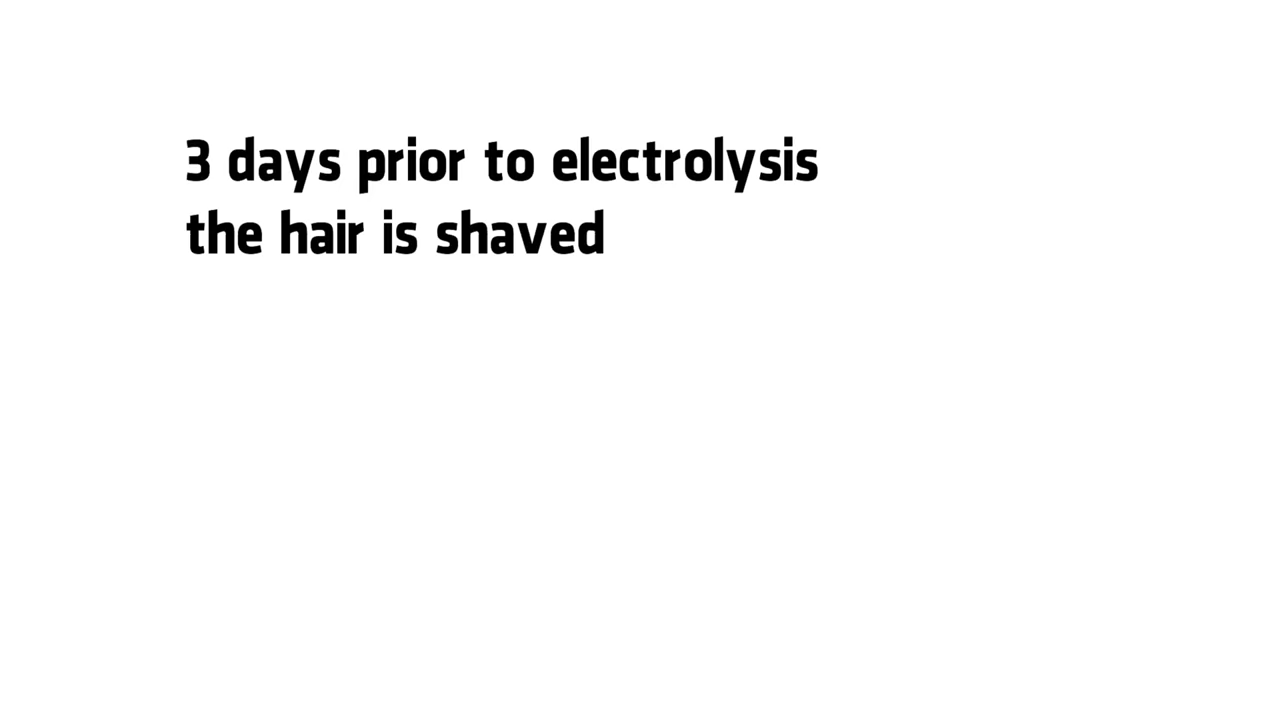 3 days prior to electrolysis
the hair is shaved